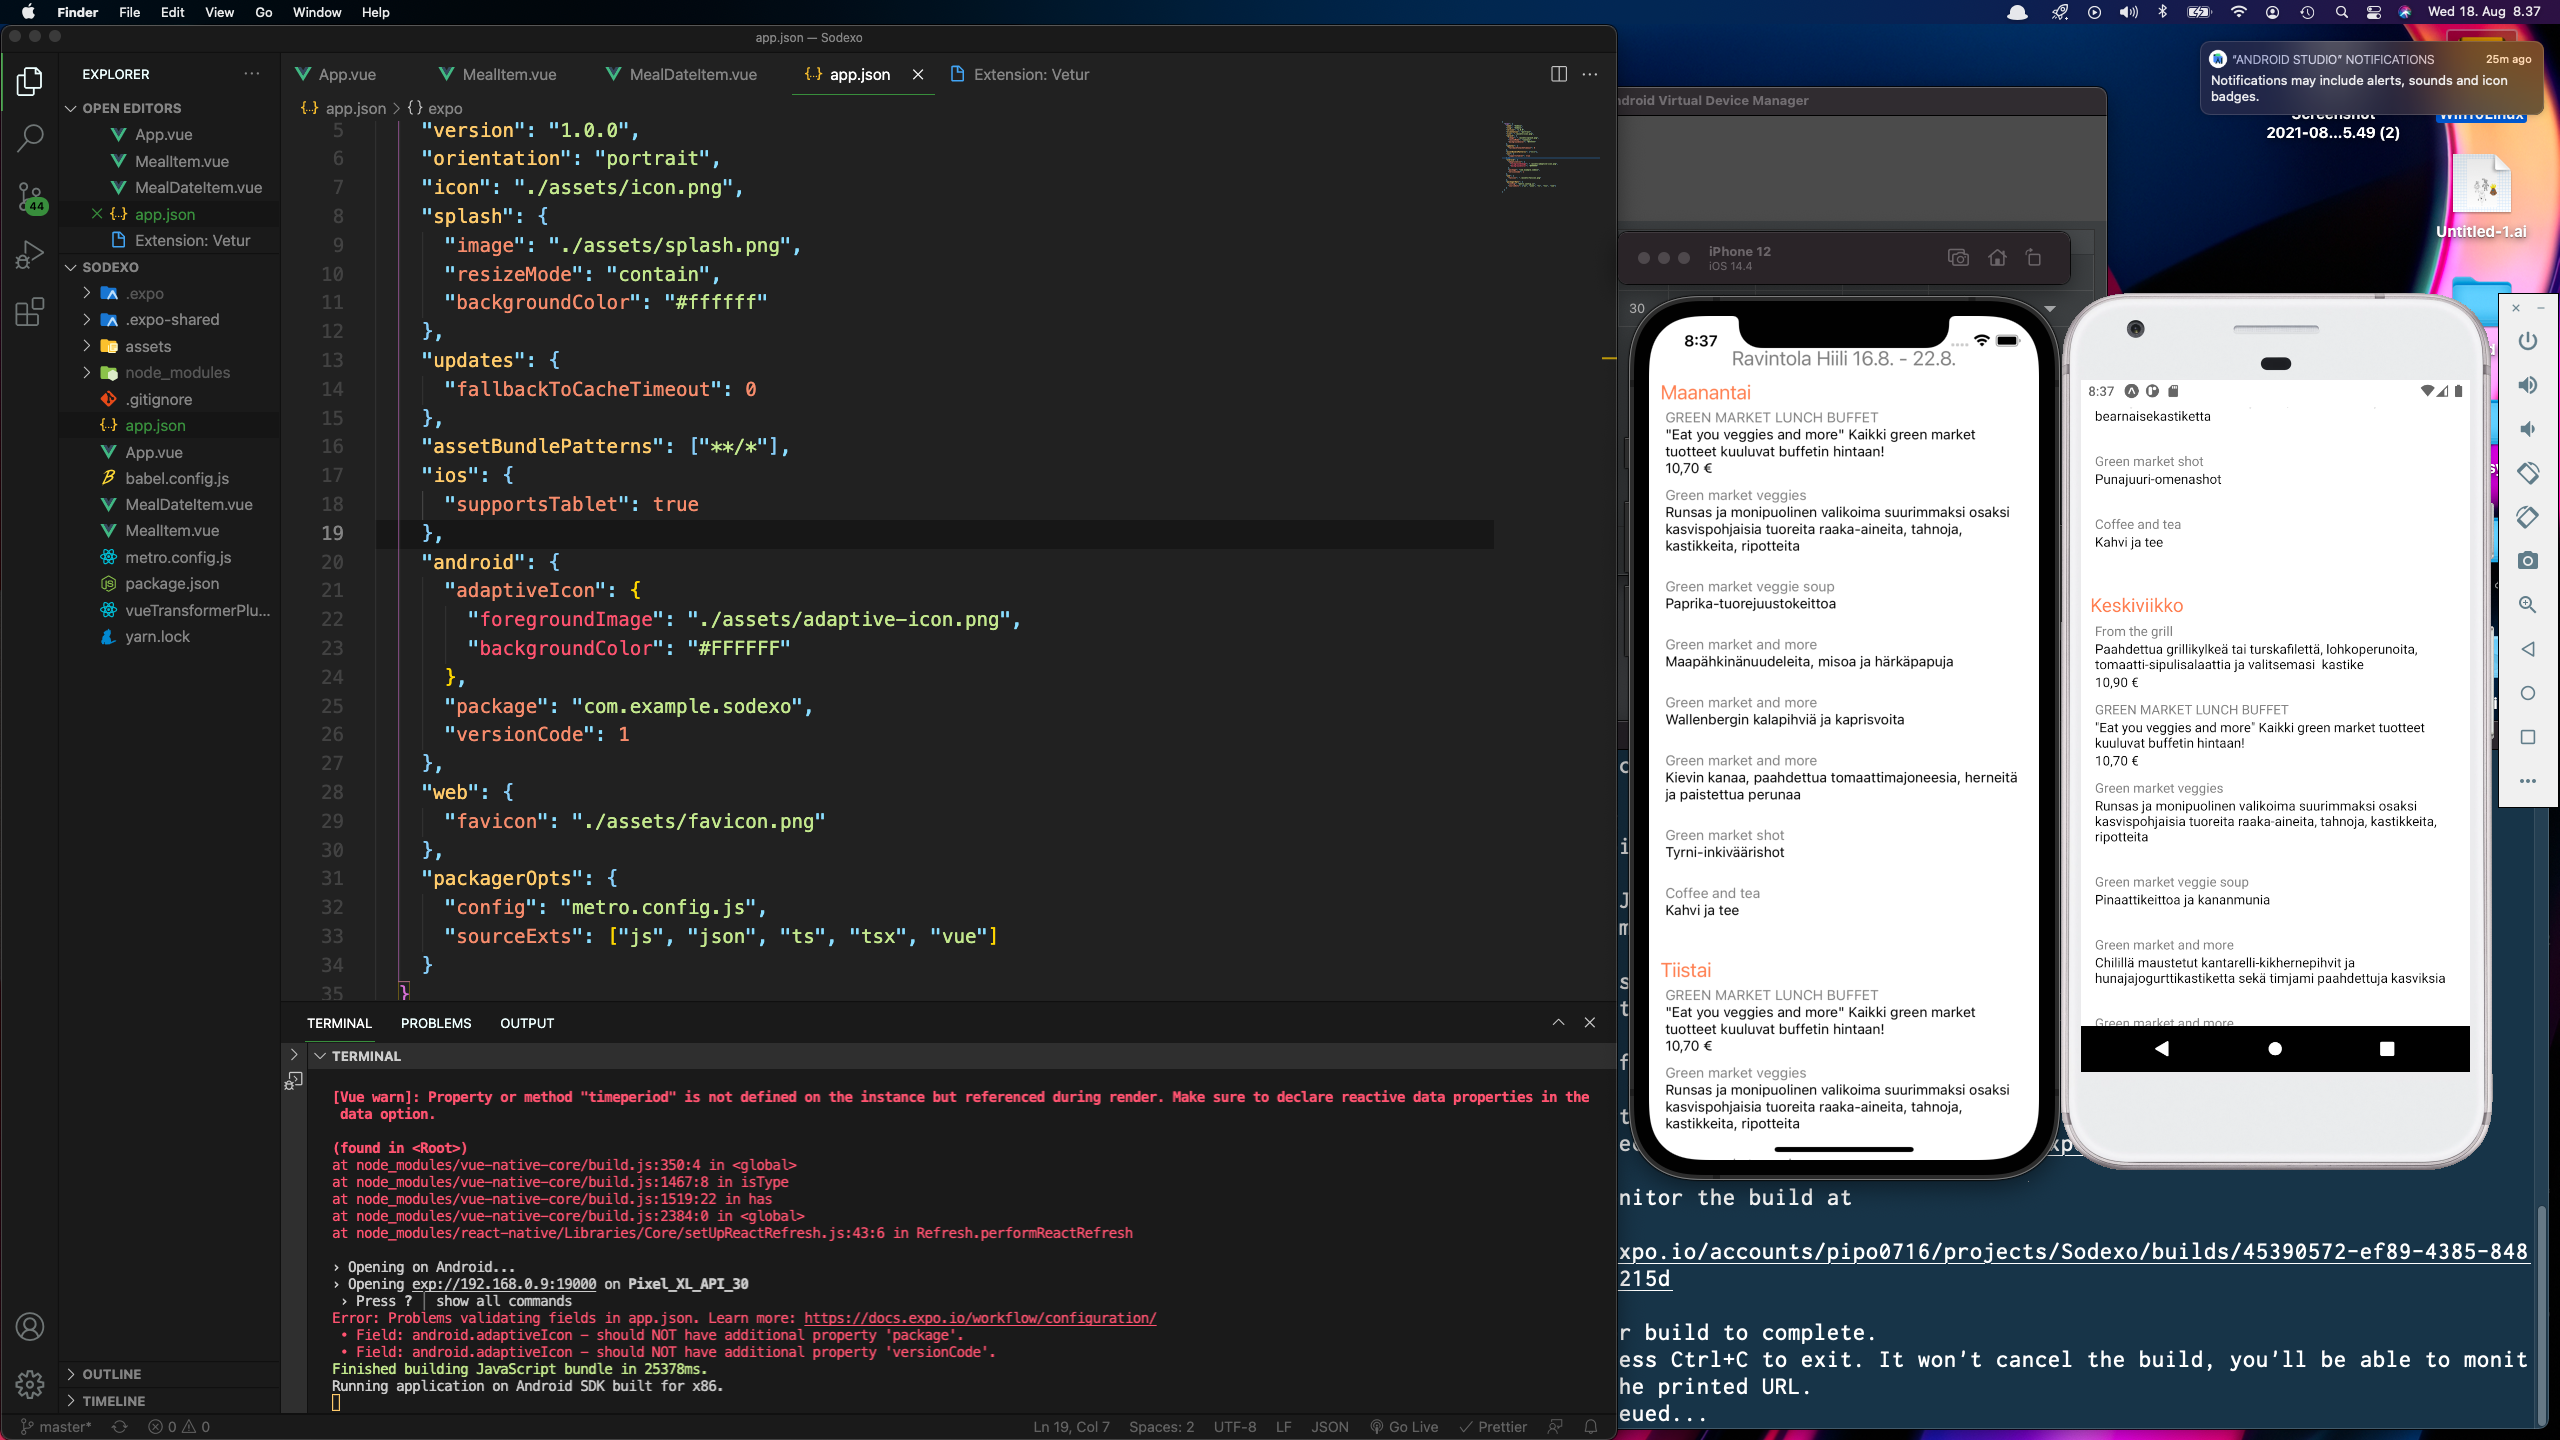 Finder File Edit View Go Window Help
Wed 18. Aug 8.37
app.json — Sodexo
EXPLORER
OPEN EDITORS
App.vue
MealItem.vue
MealDateItem.vue
app.json
Extension: Vetur
SODEXO
.expo
.expo-shared
assets
node_modules
.gitignore
app.json
App.vue
babel.config.js
MealDateItem.vue
MealItem.vue
metro.config.js
package.json
vueTransformerPlu...
yarn.lock
OUTLINE
TIMELINE
44
App.vue MealItem.vue MealDateItem.vue app.json Extension: Vetur
app.json > {} expo
5 "version": "1.0.0",
6 "orientation": "portrait",
7 "icon": "./assets/icon.png",
8 "splash": {
9 "image": "./assets/splash.png",
10 "resizeMode": "contain",
11 "backgroundColor": "#ffffff"
12 },
13 "updates": {
14 "fallbackToCacheTimeout": 0
15 },
16 "assetBundlePatterns": ["**/*"],
17 "ios": {
18 "supportsTablet": true
19 },
20 "android": {
21 "adaptiveIcon": {
22 "foregroundImage": "./assets/adaptive-icon.png",
23 "backgroundColor": "#FFFFFF"
24 },
25 "package": "com.example.sodexo",
26 "versionCode": 1
27 },
28 "web": {
29 "favicon": "./assets/favicon.png"
30 },
31 "packagerOpts": {
32 "config": "metro.config.js",
33 "sourceExts": ["js", "json", "ts", "tsx", "vue"]
34 }
35 }
TERMINAL PROBLEMS OUTPUT
TERMINAL
[Vue warn]: Property or method "timeperiod" is not defined on the instance but referenced during render. Make sure to declare reactive data properties in the
data option.
(found in <Root>)
at node_modules/vue-native-core/build.js:350:4 in <global>
at node_modules/vue-native-core/build.js:1467:8 in isType
at node_modules/vue-native-core/build.js:1519:22 in has
at node_modules/vue-native-core/build.js:2384:0 in <global>
at node_modules/react-native/Libraries/Core/setUpReactRefresh.js:43:6 in Refresh.performReactRefresh
› Opening on Android...
› Opening exp://192.168.0.9:19000 on Pixel_XL_API_30
› Press ? │ show all commands
Error: Problems validating fields in app.json. Learn more: https://docs.expo.io/workflow/configuration/
• Field: android.adaptiveIcon – should NOT have additional property 'package'.
• Field: android.adaptiveIcon – should NOT have additional property 'versionCode'.
Finished building JavaScript bundle in 25378ms.
Running application on Android SDK built for x86.
master* 0 0 Ln 19, Col 7 Spaces: 2 UTF-8 LF JSON Go Live Prettier
"ANDROID STUDIO" NOTIFICATIONS 25m ago
Notifications may include alerts, sounds and icon
badges.
Screenshot
2021-08...5.49 (2)
WinToLinux
Untitled-1.ai
ndroid Virtual Device Manager
iPhone 12
iOS 14.4
30
8:37
Ravintola Hiili 16.8. - 22.8.
Maanantai
GREEN MARKET LUNCH BUFFET
"Eat you veggies and more" Kaikki green market
tuotteet kuuluvat buffetin hintaan!
10,70 €
Green market veggies
Runsas ja monipuolinen valikoima suurimmaksi osaksi
kasvispohjaisia tuoreita raaka-aineita, tahnoja,
kastikkeita, ripotteita
Green market veggie soup
Paprika-tuorejuustokeittoa
Green market and more
Maapähkinänuudeleita, misoa ja härkäpapuja
Green market and more
Wallenbergin kalapihviä ja kaprisvoita
Green market and more
Kievin kanaa, paahdettua tomaattimajoneesia, herneitä
ja paistettua perunaa
Green market shot
Tyrni-inkiväärishot
Coffee and tea
Kahvi ja tee
Tiistai
GREEN MARKET LUNCH BUFFET
"Eat you veggies and more" Kaikki green market
tuotteet kuuluvat buffetin hintaan!
10,70 €
Green market veggies
Runsas ja monipuolinen valikoima suurimmaksi osaksi
kasvispohjaisia tuoreita raaka-aineita, tahnoja,
kastikkeita, ripotteita
8:37
bearnaisekastiketta
Green market shot
Punajuuri-omenashot
Coffee and tea
Kahvi ja tee
Keskiviikko
From the grill
Paahdettua grillikylkeä tai turskafilettä, lohkoperunoita,
tomaatti-sipulisalaattia ja valitsemasi kastike
10,90 €
GREEN MARKET LUNCH BUFFET
"Eat you veggies and more" Kaikki green market tuotteet
kuuluvat buffetin hintaan!
10,70 €
Green market veggies
Runsas ja monipuolinen valikoima suurimmaksi osaksi
kasvispohjaisia tuoreita raaka-aineita, tahnoja, kastikkeita,
ripotteita
Green market veggie soup
Pinaattikeittoa ja kananmunia
Green market and more
Chilillä maustetut kantarelli-kikhernepihvit ja
hunajajogurttikastiketta sekä timjami paahdettuja kasviksia
Green market and more
nitor the build at
xpo.io/accounts/pipo0716/projects/Sodexo/builds/45390572-ef89-4385-848
215d
r build to complete.
ess Ctrl+C to exit. It won't cancel the build, you'll be able to monit
he printed URL.
eued...